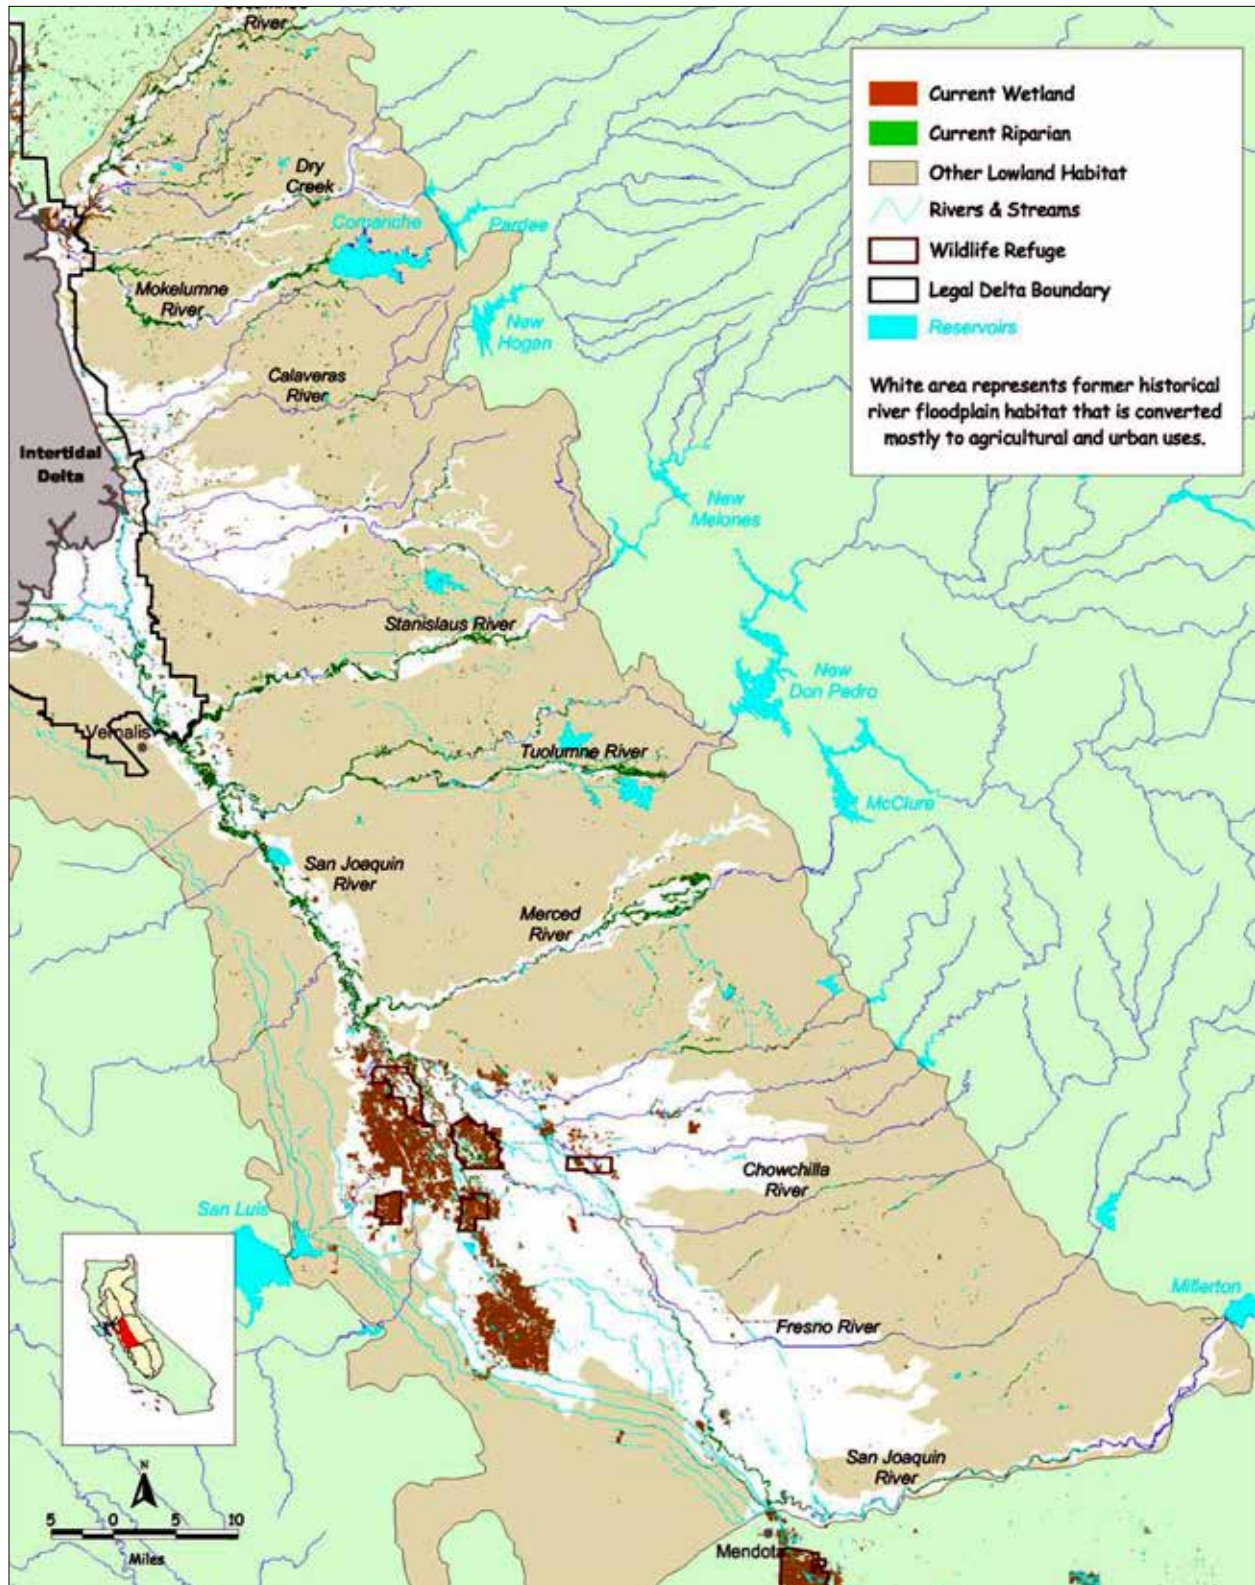 River
Dry
Creek
Comanche
Pardee
Mokelumne
River
New
Hogan
Calaveras
River
Intertidal
Delta
New
Melones
Stanislaus River
New
Don Pedro
Vernalis
Tuolumne River
McClure
San Joaquin
River
Merced
River
Chowchilla
River
San Luis
Millerton
Fresno River
San Joaquin
River
Mendota
Current Wetland
Current Riparian
Other Lowland Habitat
Rivers & Streams
Wildlife Refuge
Legal Delta Boundary
Reservoirs
White area represents former historical
river floodplain habitat that is converted
mostly to agricultural and urban uses.
N
5 0 5 10
Miles